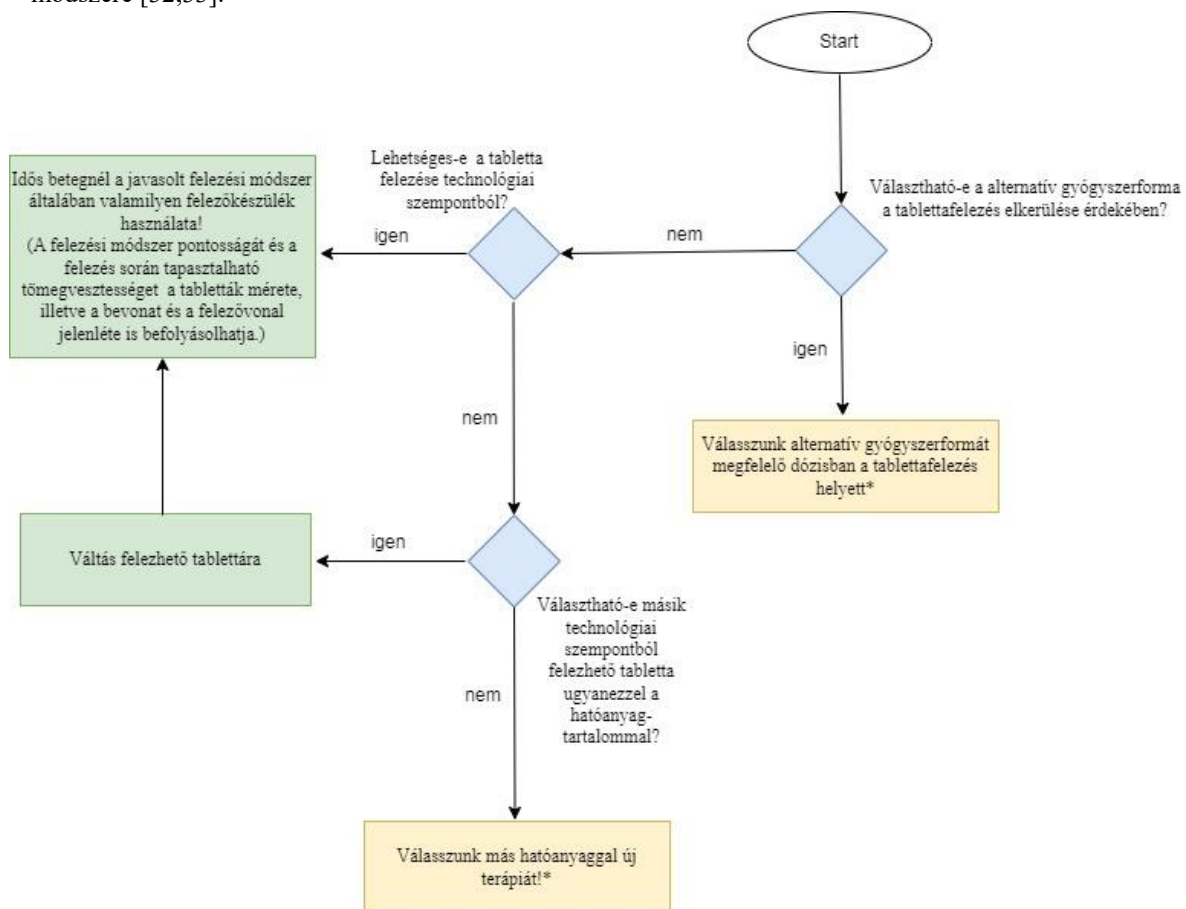 módszere [52,53].
Start
Választható-e a alternatív gyógyszerforma
a tablettafelezés elkerülése érdekében?
nem
igen
Válasszunk alternatív gyógyszerformát
megfelelő dózisban a tablettafelezés
helyett*
Lehetséges-e a tabletta
felezése technológiai
szempontból?
igen
nem
Idős betegnél a javasolt felezési módszer
általában valamilyen felezőkészülék
használata!
(A felezési módszer pontosságát és a
felezés során tapasztalható
tömegvesztességet a tabletták mérete,
illetve a bevonat és a felezővonal
jelenléte is befolyásolhatja.)
Választható-e másik
technológiai
szempontból
felezhető tabletta
ugyanezzel a
hatóanyag-
tartalommal?
igen
Váltás felezhető tablettára
nem
Válasszunk más hatóanyaggal új
terápiát!*